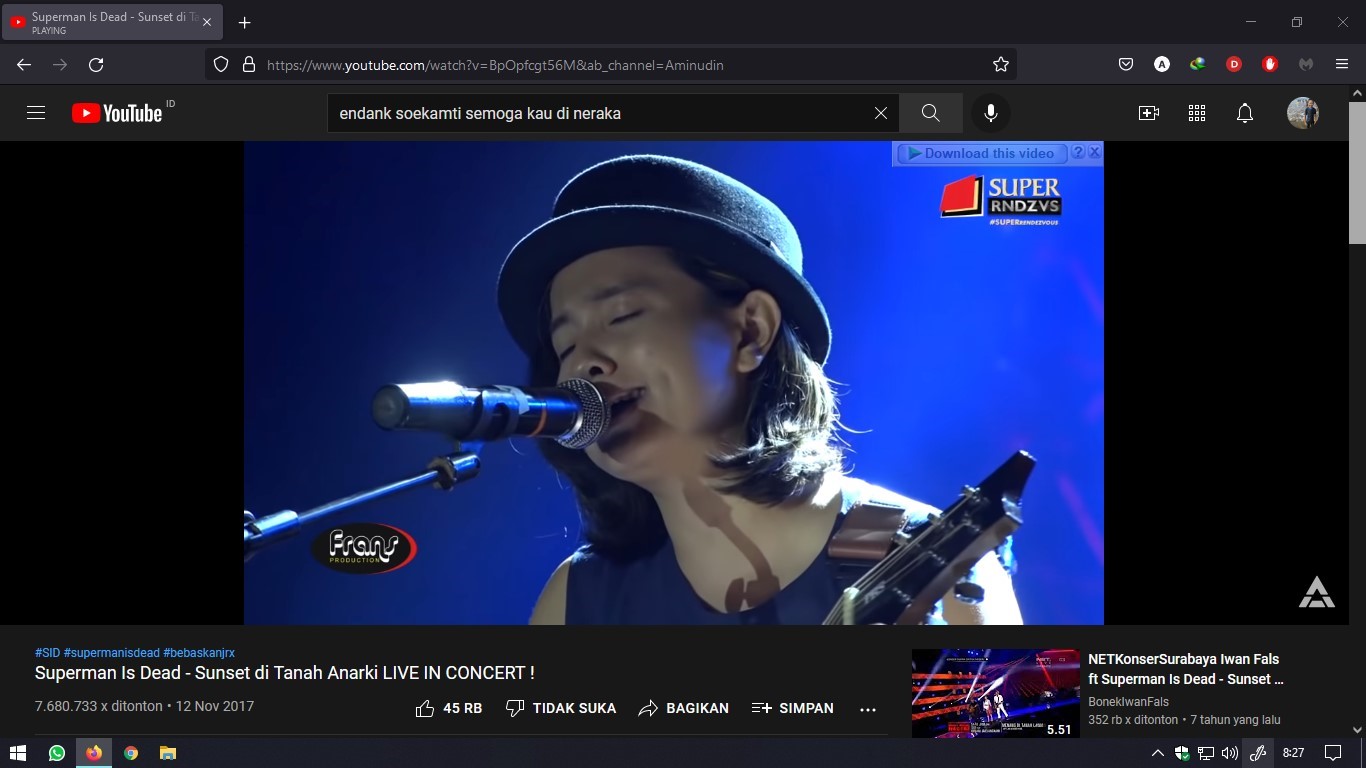 Superman Is Dead - Sunset di Ta
PLAYING
https://www.youtube.com/watch?v=BpOpfcgt56M&ab_channel=Aminudin
YouTube ID
endank soekamti semoga kau di neraka
Download this video ? X
SUPER
RNDZVS
#SUPERRENDEZVOUS
Frans
PRODUCTION
#SID #supermanisdead #bebaskanjrx
Superman Is Dead - Sunset di Tanah Anarki LIVE IN CONCERT !
7.680.733 x ditonton • 12 Nov 2017
45 RB
TIDAK SUKA
BAGIKAN
SIMPAN
5.51
NETKonserSurabaya Iwan Fals
ft Superman Is Dead - Sunset ...
BonekIwanFals
352 rb x ditonton • 7 tahun yang lalu
8:27